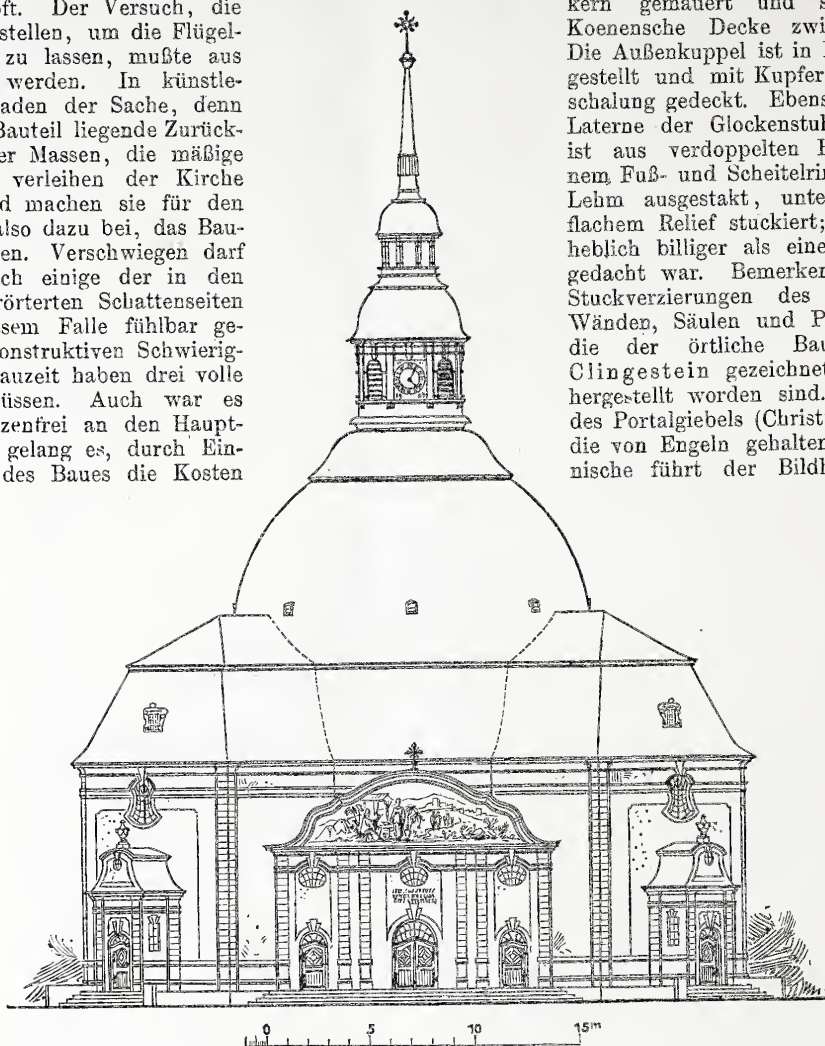 oft. Der Versuch, die
stellen, um die Flügel-
zu lassen, mußte aus
werden. In künstle-
aden der Sache, denn
Bauteil liegende Zurück-
er Massen, die mäßige
verleihen der Kirche
d machen sie für den
also dazu bei, das Bau-
en. Verschwiegen darf
ch einige der in den
örterten Schattenseiten
sem Falle fühlbar ge-
onstruktiven Schwierig-
auzeit haben drei volle
üssen. Auch war es
zenfrei an den Haupt-
gelang es, durch Ein-
des Baues die Kosten
kern gemauert und s
Koenensche Decke zwi
Die Außenkuppel ist in
gestellt und mit Kupfer
schalung gedeckt. Ebens
Laterne der Glockenstuh
ist aus verdoppelten
nem Fuß- und Scheitelrin
Lehm ausgestakt, unte
flachem Relief stuckiert;
heblich billiger als eine
gedacht war. Bemerken
Stuckverzierungen des
Wänden, Säulen und P
die der örtliche Bau
Clingestein gezeichnet
hergestellt worden sind.
des Portalgiebels (Christ
die von Engeln gehalten
nische führt der Bildh
0 5 10 15m